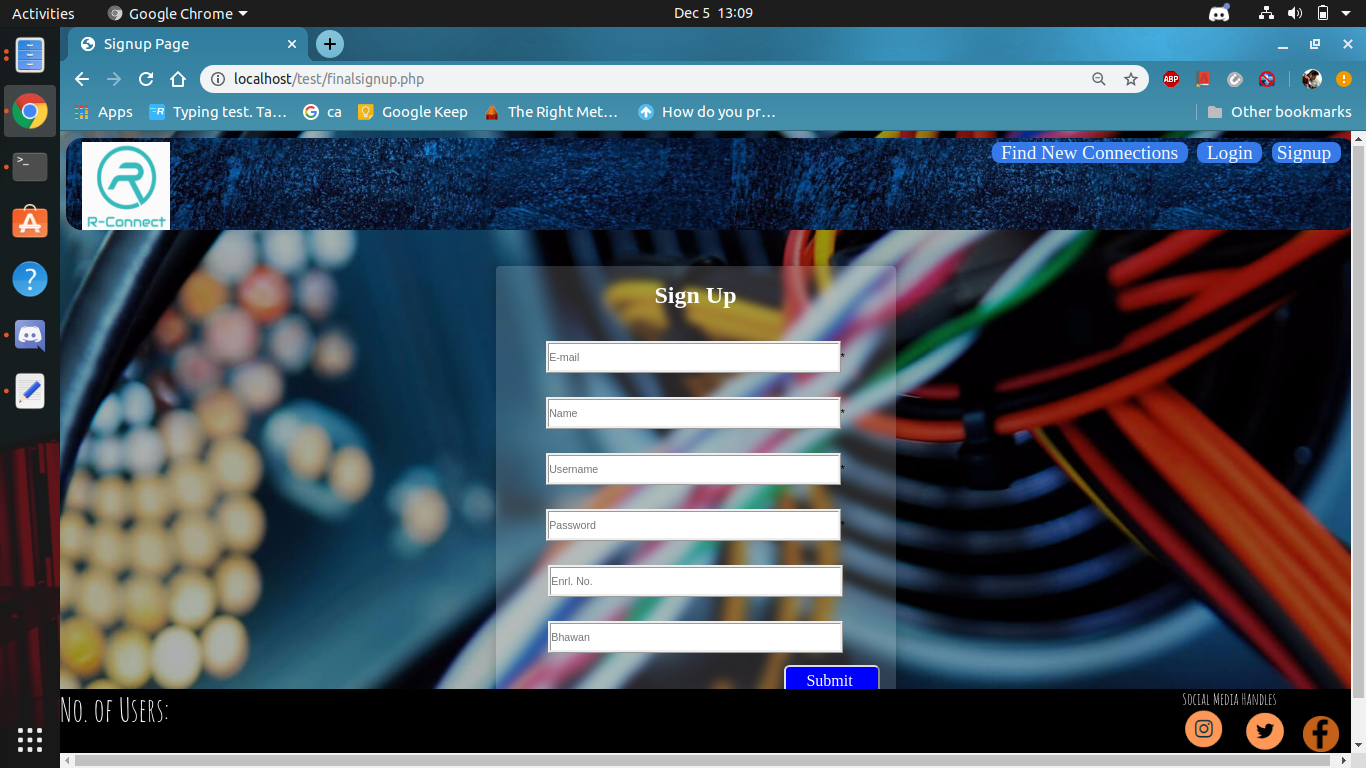 Activities Google Chrome Dec 5 13:09
Signup Page
localhost/test/finalsignup.php
ABP
Apps Typing test. Ta… ca Google Keep The Right Met… How do you pr… Other bookmarks
R-Connect
Find New Connections Login Signup
Sign Up
E-mail *
Name *
Username *
Password *
Enrl. No.
Bhawan
Submit
No. of Users:
Social Media Handles